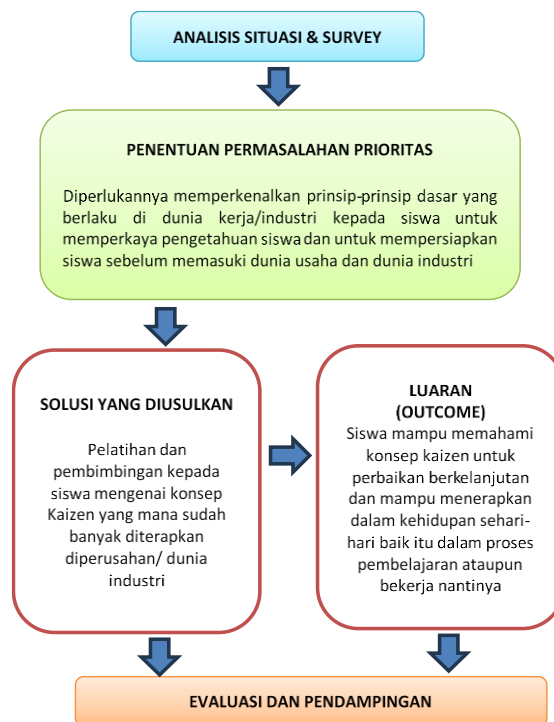 ANALISIS SITUASI & SURVEY
PENENTUAN PERMASALAHAN PRIORITAS
Diperlukannya memperkenalkan prinsip-prinsip dasar yang
berlaku di dunia kerja/industri kepada siswa untuk
memperkaya pengetahuan siswa dan untuk mempersiapkan
siswa sebelum memasuki dunia usaha dan dunia industri
SOLUSI YANG DIUSULKAN
Pelatihan dan
pembimbingan kepada
siswa mengenai konsep
Kaizen yang mana sudah
banyak diterapkan
diperusahan/ dunia
industri
LUARAN
(OUTCOME)
Siswa mampu memahami
konsep kaizen untuk
perbaikan berkelanjutan
dan mampu menerapkan
dalam kehidupan sehari-
hari baik itu dalam proses
pembelajaran ataupun
bekerja nantinya
EVALUASI DAN PENDAMPINGAN